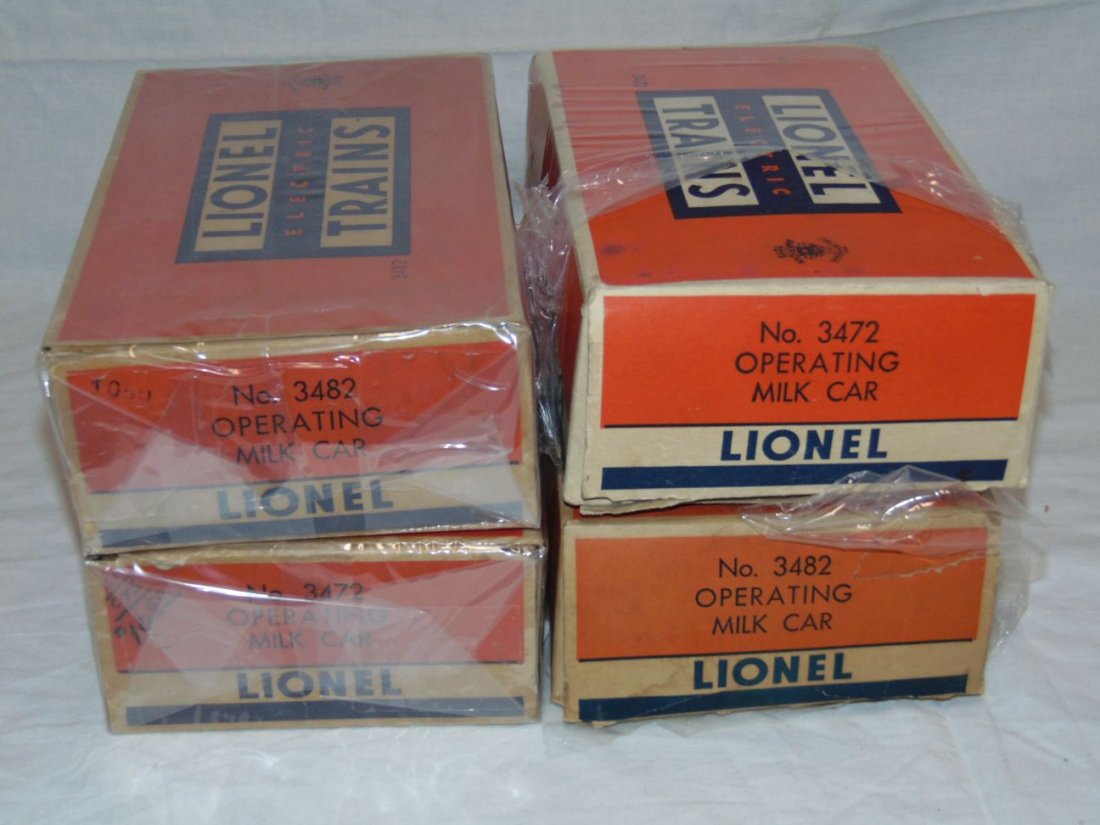 LIONEL
ELECTRIC
TRAINS
3482
No. 3482
OPERATING
MILK CAR
LIONEL
LIONEL
ELECTRIC
TRAINS
No. 3472
OPERATING
MILK CAR
LIONEL
No. 3472
OPERATING
MILK CAR
LIONEL
No. 3482
OPERATING
MILK CAR
LIONEL